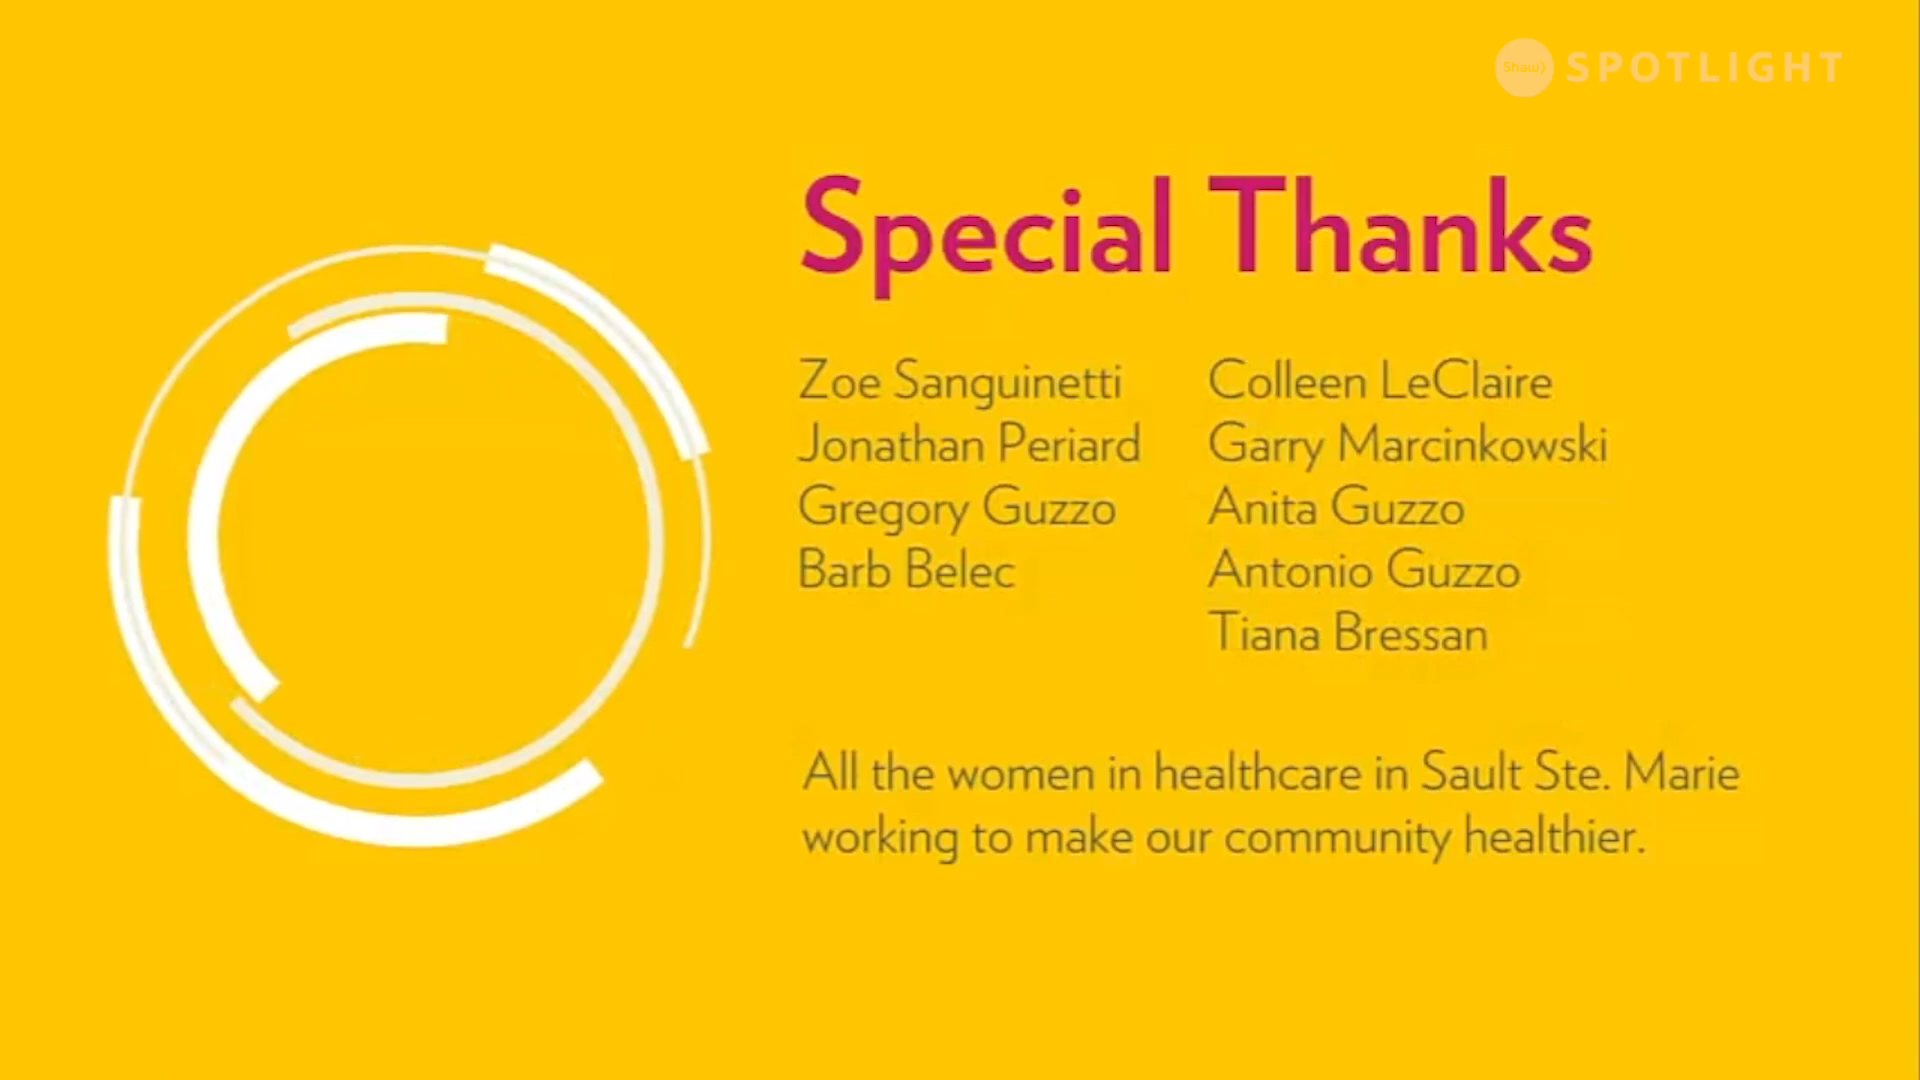 Shaw) SPOTLIGHT
Special Thanks
Zoe Sanguinetti
Jonathan Periard
Gregory Guzzo
Barb Belec
Colleen LeClaire
Garry Marcinkowski
Anita Guzzo
Antonio Guzzo
Tiana Bressan
All the women in healthcare in Sault Ste. Marie
working to make our community healthier.